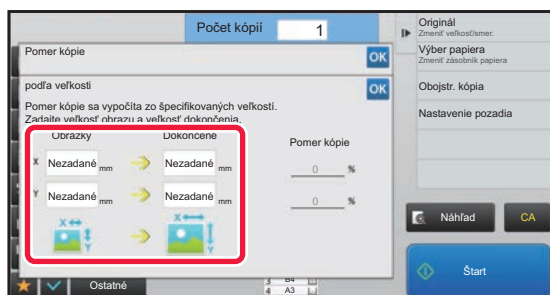 Počet kópií
1
Pomer kópie
OK
podľa veľkosti
OK
Pomer kópie sa vypočíta zo špecifikovaných veľkostí.
Zadajte veľkosť obrazu a veľkosť dokončenia.
Obrázky
Dokončené
Pomer kópie
X
Nezadané
mm
Nezadané
mm
0
%
Y
Nezadané
mm
Nezadané
mm
0
%
X
Y
X
Y
Ostatné
3 B4
4 A3
Originál
Zmeniť veľkosť/smer.
Výber papiera
Zmeniť zásobník papiera
Obojstr. kópia
Nastavenie pozadia
Náhľad
CA
Štart